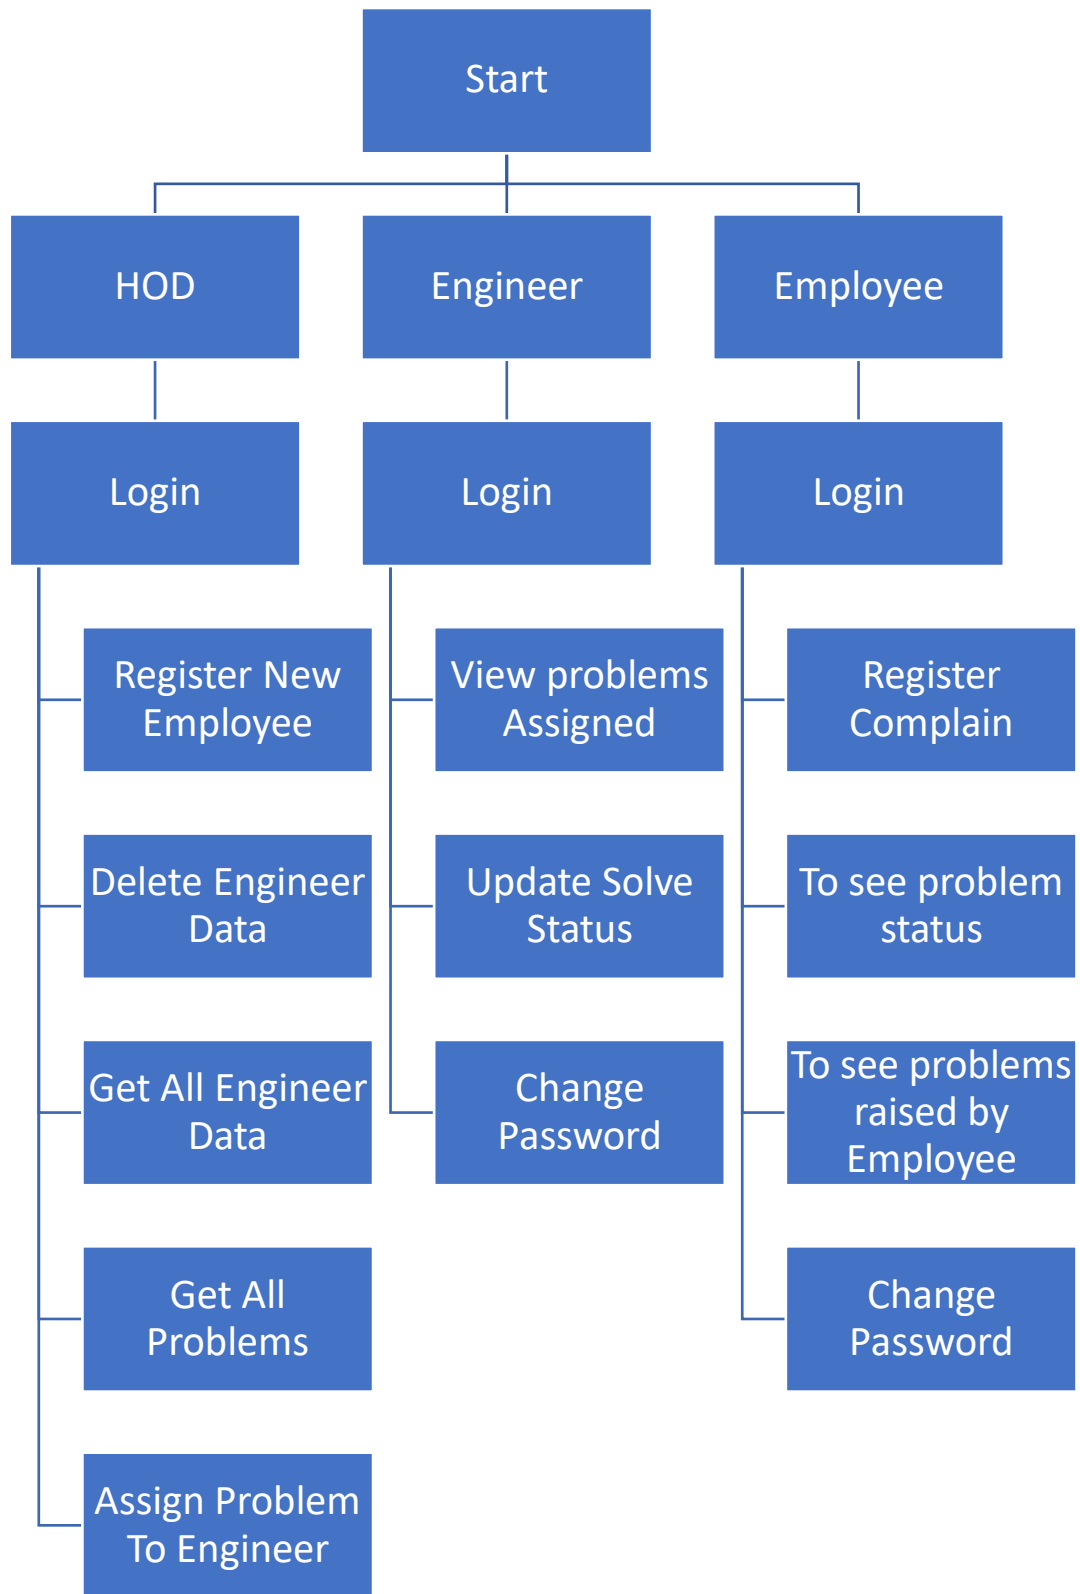 Start
HOD
Engineer
Employee
Login
Login
Login
Register New
Employee
Delete Engineer
Data
Get All Engineer
Data
Get All
Problems
Assign Problem
To Engineer
View problems
Assigned
Update Solve
Status
Change
Password
Register
Complain
To see problem
status
To see problems
raised by
Employee
Change
Password